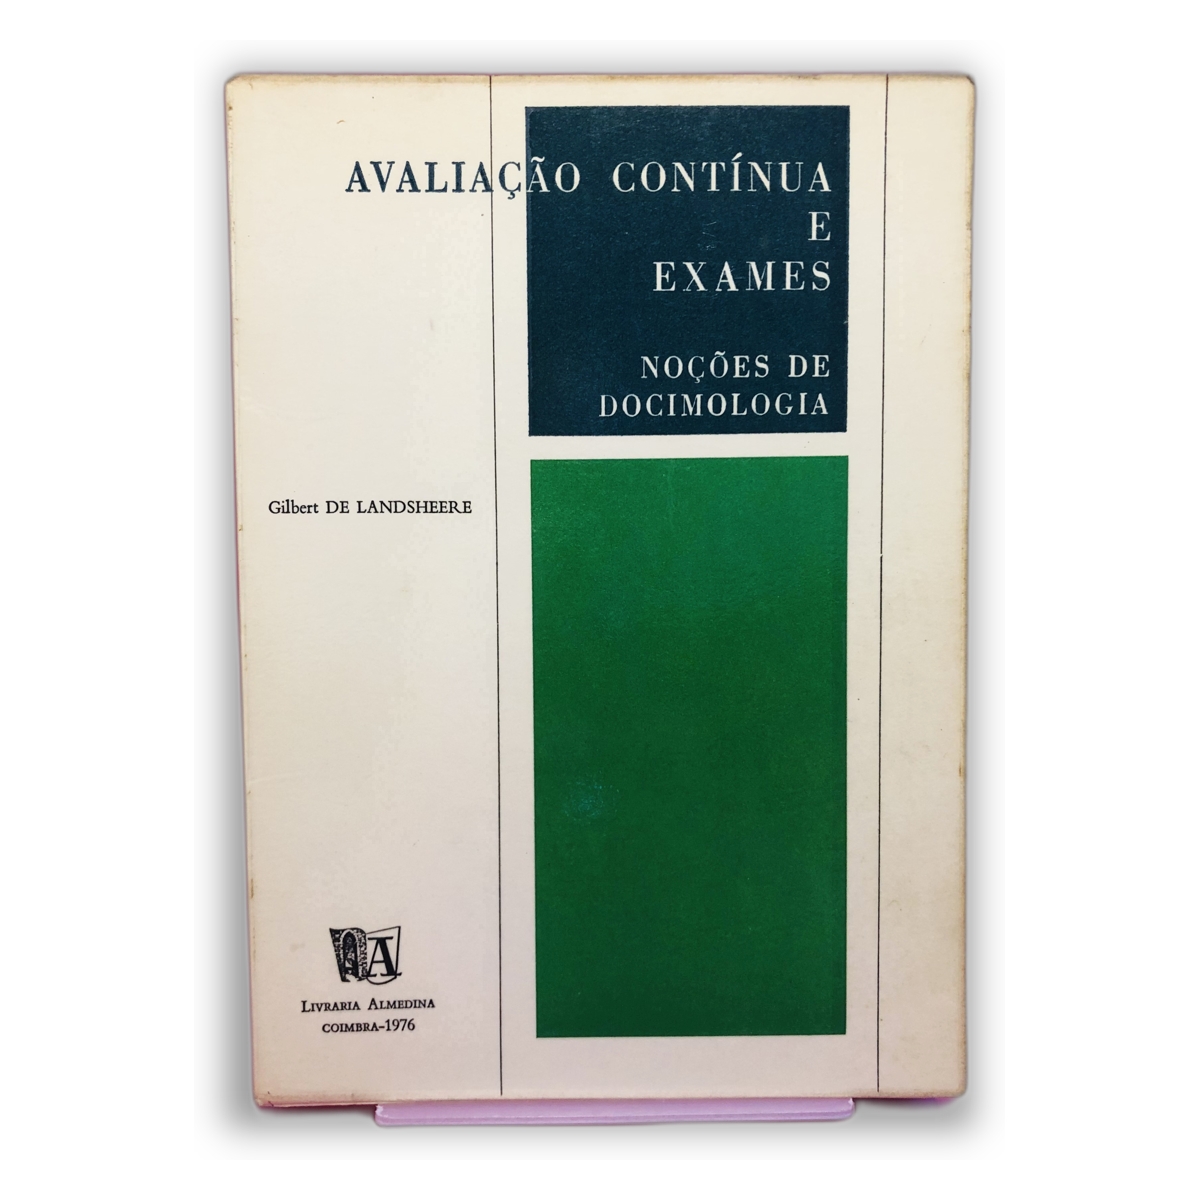 AVALIAÇÃO CONTÍNUA
E
EXAMES
NOÇÕES DE
DOCIMOLOGIA
Gilbert DE LANDSHEERE
A
LIVRARIA ALMEDINA
COIMBRA-1976